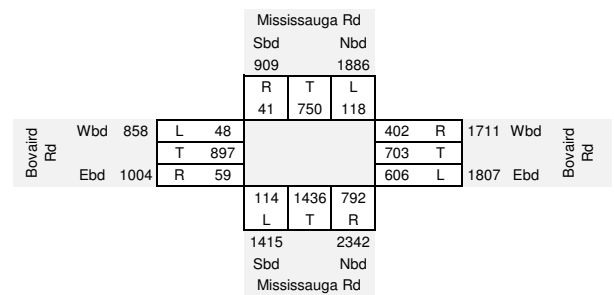 Mississauga Rd
Sbd Nbd
909 1886
R T L
41 750 118
Bovaird Rd
Wbd 858 L 48
T 897
Ebd 1004 R 59
402 R 1711 Wbd
703 T
606 L 1807 Ebd
Bovaird Rd
114 1436 792
L T R
1415 2342
Sbd Nbd
Mississauga Rd